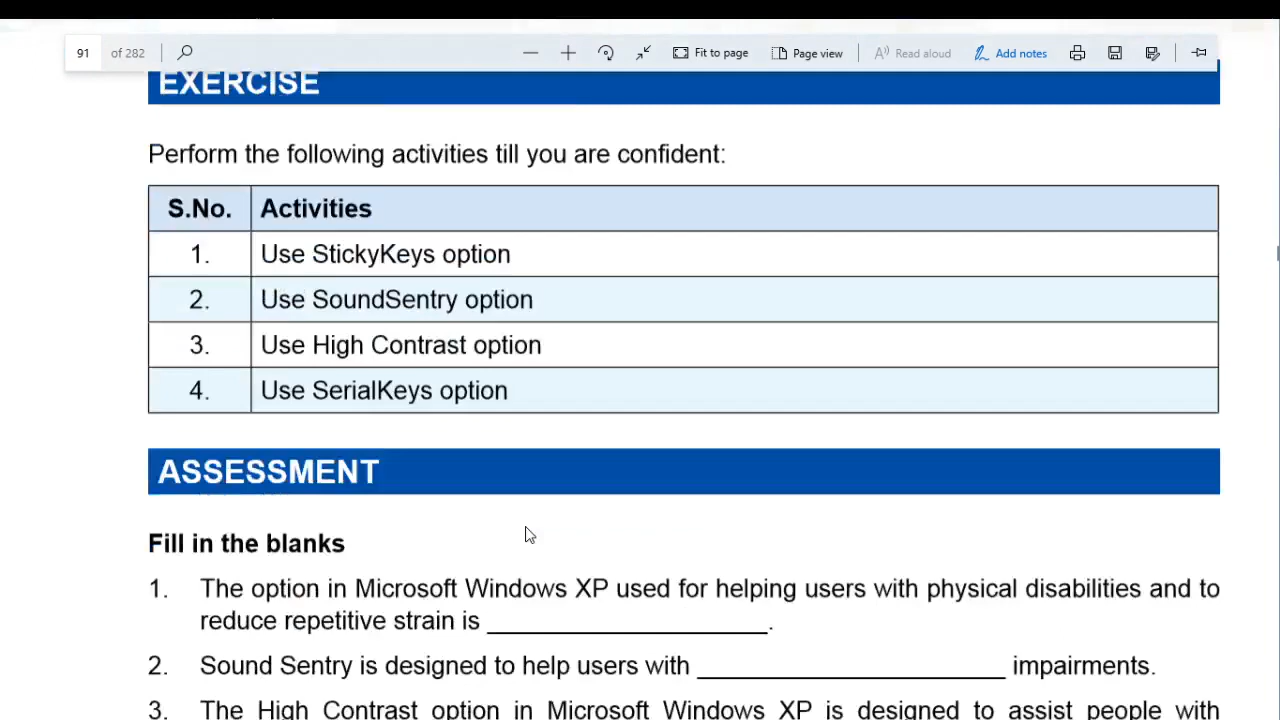 91 of 282 Fit to page Page view Read aloud Add notes
EXERCISE
Perform the following activities till you are confident:
S.No. Activities
1. Use StickyKeys option
2. Use SoundSentry option
3. Use High Contrast option
4. Use SerialKeys option
ASSESSMENT
Fill in the blanks
1. The option in Microsoft Windows XP used for helping users with physical disabilities and to
reduce repetitive strain is ____________________.
2. Sound Sentry is designed to help users with ______________________ impairments.
3. The High Contrast option in Microsoft Windows XP is designed to assist people with